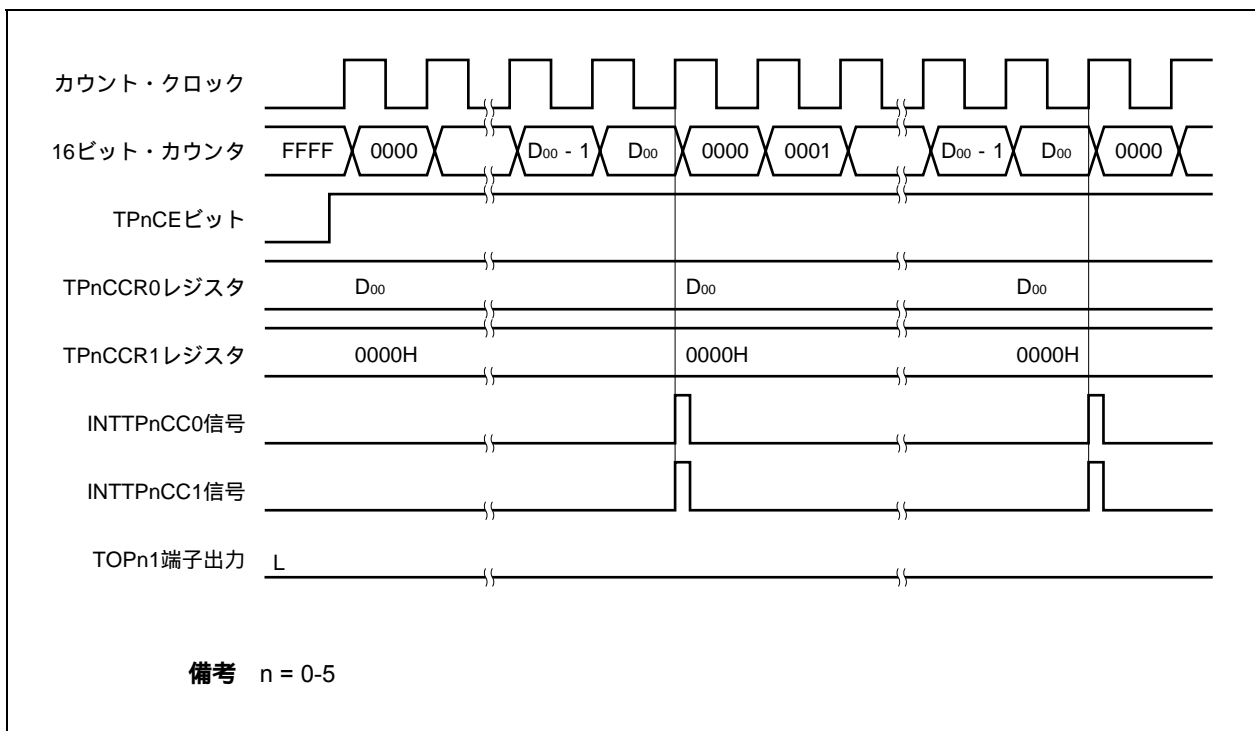 カウント・クロック
16ビット・カウンタ FFFF 0000 D00 - 1 D00 0000 0001 D00 - 1 D00 0000
TPnCEビット
TPnCCR0レジスタ D00 D00 D00
TPnCCR1レジスタ 0000H 0000H 0000H
INTTPnCC0信号
INTTPnCC1信号
TOPn1端子出力 L
備考 n = 0-5